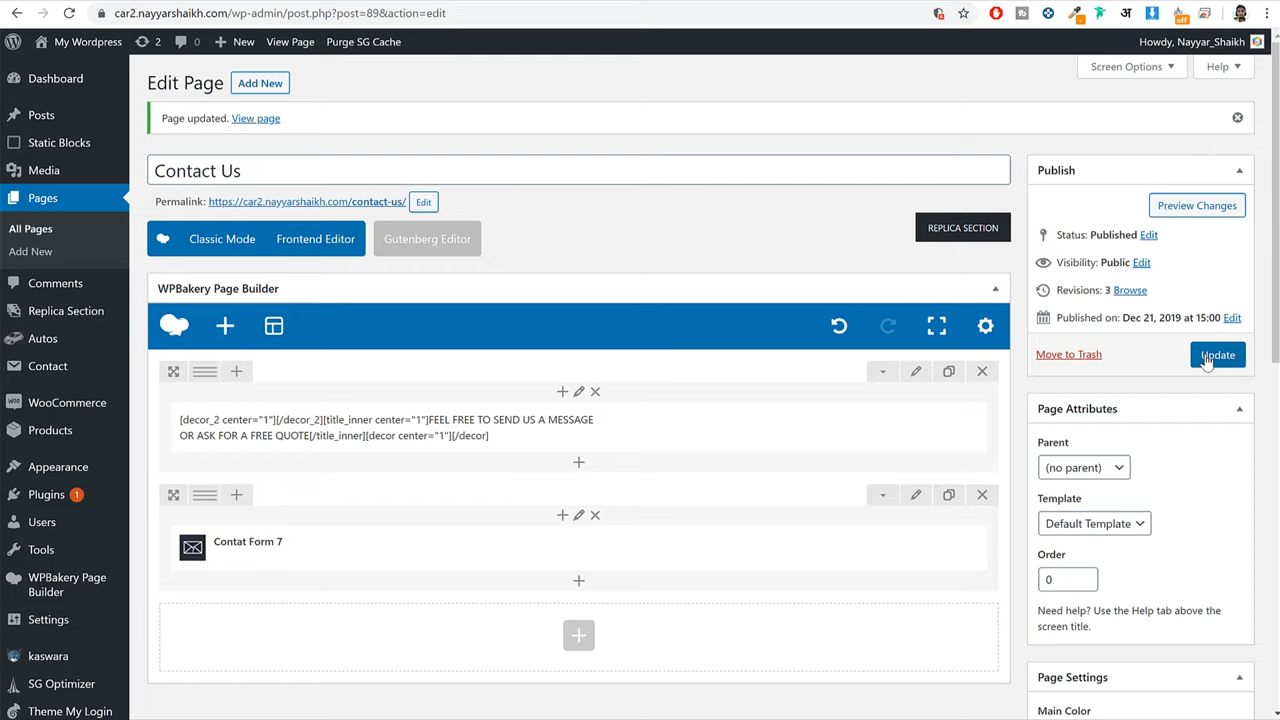 car2.nayyarshaikh.com/wp-admin/post.php?post=89&action=edit
My Wordpress
2
0
New
View Page
Purge SG Cache
Howdy, Nayyar_Shaikh
Dashboard
Posts
Static Blocks
Media
Pages
All Pages
Add New
Comments
Replica Section
Autos
Contact
WooCommerce
Products
Appearance
Plugins 1
Users
Tools
WPBakery Page
Builder
Settings
kaswara
SG Optimizer
Theme My Login
Screen Options
Help
Edit Page
Add New
Page updated. View page
Contact Us
Permalink: https://car2.nayyarshaikh.com/contact-us/ Edit
Classic Mode
Frontend Editor
Gutenberg Editor
REPLICA SECTION
WPBakery Page Builder
[decor_2 center="1"][/decor_2][title_inner center="1"]FEEL FREE TO SEND US A MESSAGE
OR ASK FOR A FREE QUOTE[/title_inner][decor center="1"][/decor]
Contat Form 7
Publish
Preview Changes
Status: Published Edit
Visibility: Public Edit
Revisions: 3 Browse
Published on: Dec 21, 2019 at 15:00 Edit
Move to Trash
Update
Page Attributes
Parent
(no parent)
Template
Default Template
Order
0
Need help? Use the Help tab above the
screen title.
Page Settings
Main Color
off
अ